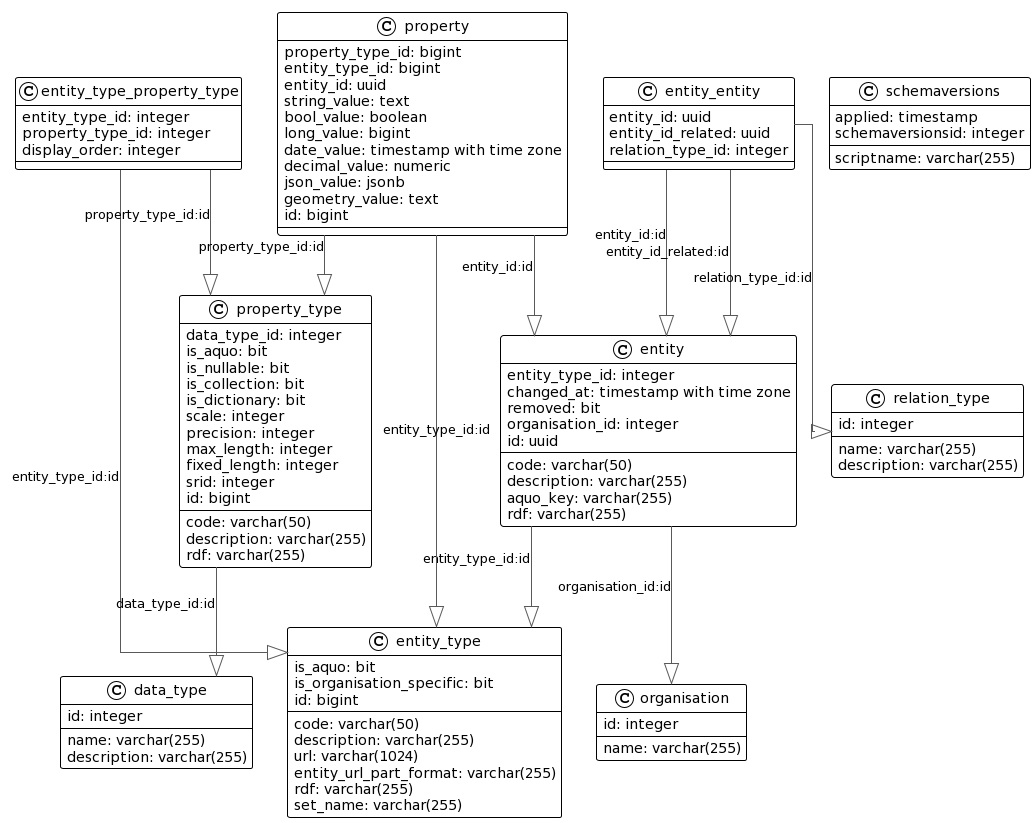 C property
property_type_id: bigint
entity_type_id: bigint
entity_id: uuid
string_value: text
bool_value: boolean
long_value: bigint
date_value: timestamp with time zone
decimal_value: numeric
json_value: jsonb
geometry_value: text
id: bigint
C entity_type_property_type
entity_type_id: integer
property_type_id: integer
display_order: integer
C entity_entity
entity_id: uuid
entity_id_related: uuid
relation_type_id: integer
C schemaversions
applied: timestamp
schemaversionsid: integer
scriptname: varchar(255)
property_type_id:id
property_type_id:id
entity_id:id
entity_id:id
entity_id_related:id
relation_type_id:id
C property_type
data_type_id: integer
is_aquo: bit
is_nullable: bit
is_collection: bit
is_dictionary: bit
scale: integer
precision: integer
max_length: integer
fixed_length: integer
srid: integer
id: bigint
code: varchar(50)
description: varchar(255)
rdf: varchar(255)
C entity
entity_type_id: integer
changed_at: timestamp with time zone
removed: bit
organisation_id: integer
id: uuid
code: varchar(50)
description: varchar(255)
aquo_key: varchar(255)
rdf: varchar(255)
C relation_type
id: integer
name: varchar(255)
description: varchar(255)
entity_type_id:id
entity_type_id:id
entity_type_id:id
organisation_id:id
data_type_id:id
C entity_type
is_aquo: bit
is_organisation_specific: bit
id: bigint
code: varchar(50)
description: varchar(255)
url: varchar(1024)
entity_url_part_format: varchar(255)
rdf: varchar(255)
set_name: varchar(255)
C data_type
id: integer
name: varchar(255)
description: varchar(255)
C organisation
id: integer
name: varchar(255)